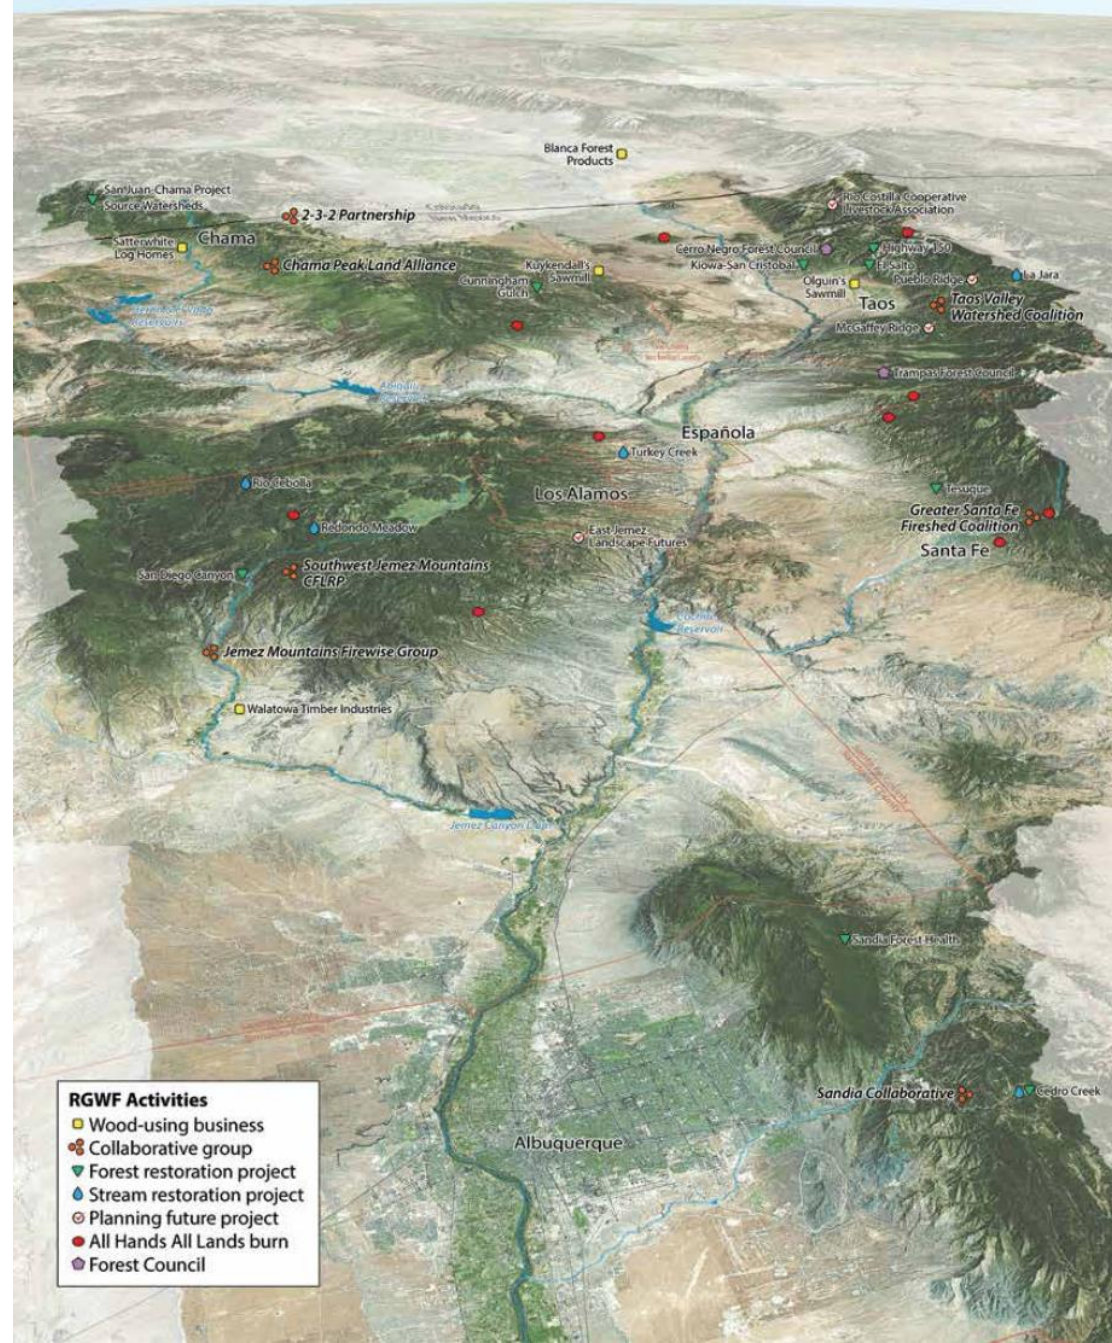 Blanca Forest
Products
San Juan-Chama Project
Source Watersheds
2-3-2 Partnership
Rio Costilla Cooperative
Livestock Association
Chama
Satterwhite
Log Homes
Chama Peak Land Alliance
Cerro Negro Forest Council
Highway 150
Kiowa-San Cristobal
El Salto
Kuykendall's
Sawmill
Cunningham
Gulch
Olguin's
Sawmill
Pueblo Ridge
La Jara
Taos
Taos Valley
Watershed Coalition
Reservoirs
McGaffey Ridge
Abiquiu
Reservoir
Trampas Forest Council
Española
Turkey Creek
Rio Cebolla
Los Alamos
Tesuque
Greater Santa Fe
Fireshed Coalition
Redondo Meadow
East Jemez
Landscape Futures
Santa Fe
San Diego Canyon
Southwest Jemez Mountains
CFLRP
Cochiti
Reservoir
Jemez Mountains Firewise Group
Walatowa Timber Industries
Jemez Canyon Dam
Sandia Forest Health
Sandia Collaborative
Cedro Creek
Albuquerque
RGWF Activities
Wood-using business
Collaborative group
Forest restoration project
Stream restoration project
Planning future project
All Hands All Lands burn
Forest Council